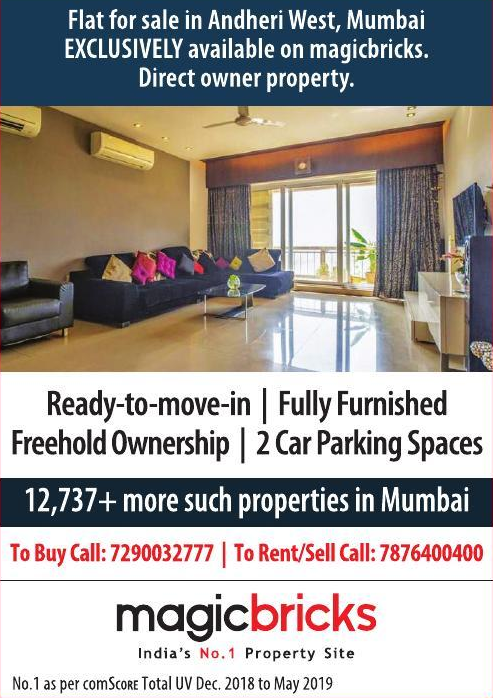 Flat for sale in Andheri West, Mumbai
EXCLUSIVELY available on magicbricks.
Direct owner property.
Ready-to-move-in | Fully Furnished
Freehold Ownership | 2 Car Parking Spaces
12,737+ more such properties in Mumbai
To Buy Call: 7290032777 | To Rent/Sell Call: 7876400400
magicbricks
India's No.1 Property Site
No.1 as per comScore Total UV Dec. 2018 to May 2019